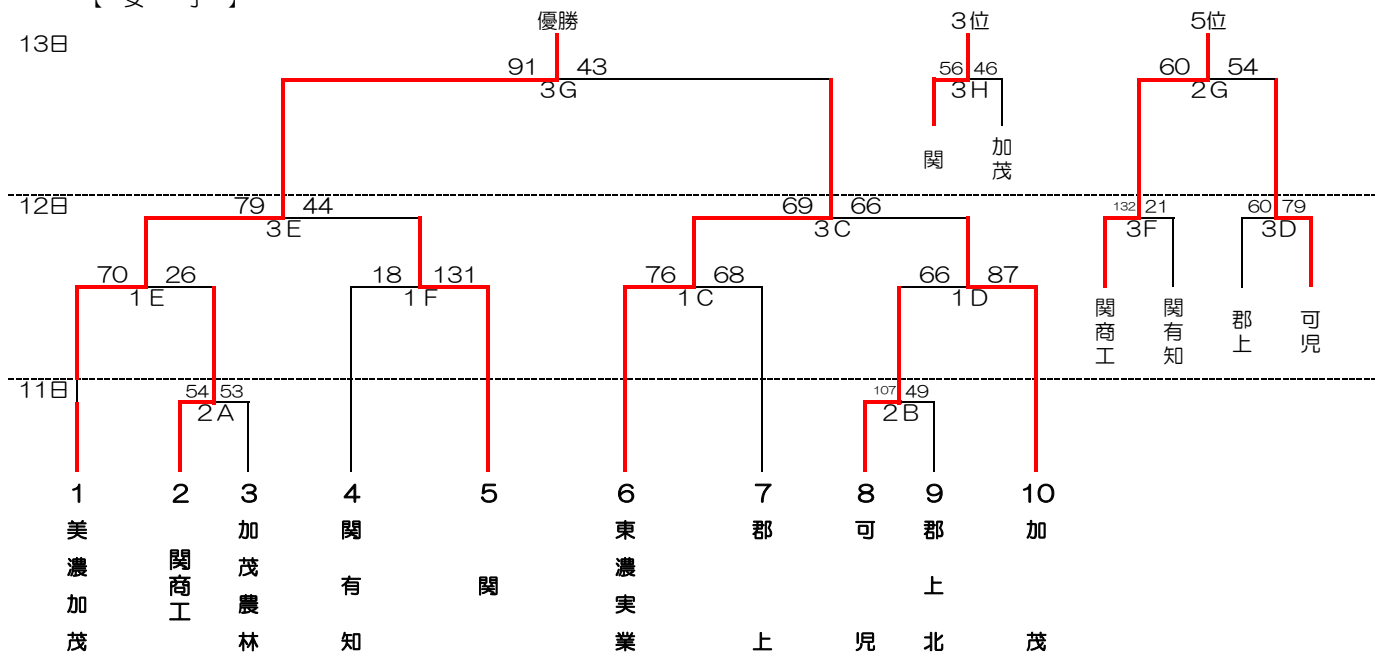 【 女 子 】
優勝 3位 5位
13日
91 43 56 46 60 54
3G 3H 2G
関 加茂
12日
79 44 69 66 132 21 60 79
3E 3C 3F 3D
70 26 18 131 76 68 66 87
1E 1F 1C 1D
関商工 関有知 郡上 可児
11日
54 53 107 49
2A 2B
1 2 3 4 5 6 7 8 9 10
美濃加茂
関商工
加茂農林
関有知
関
東濃実業
郡上
可児
郡上北
加茂